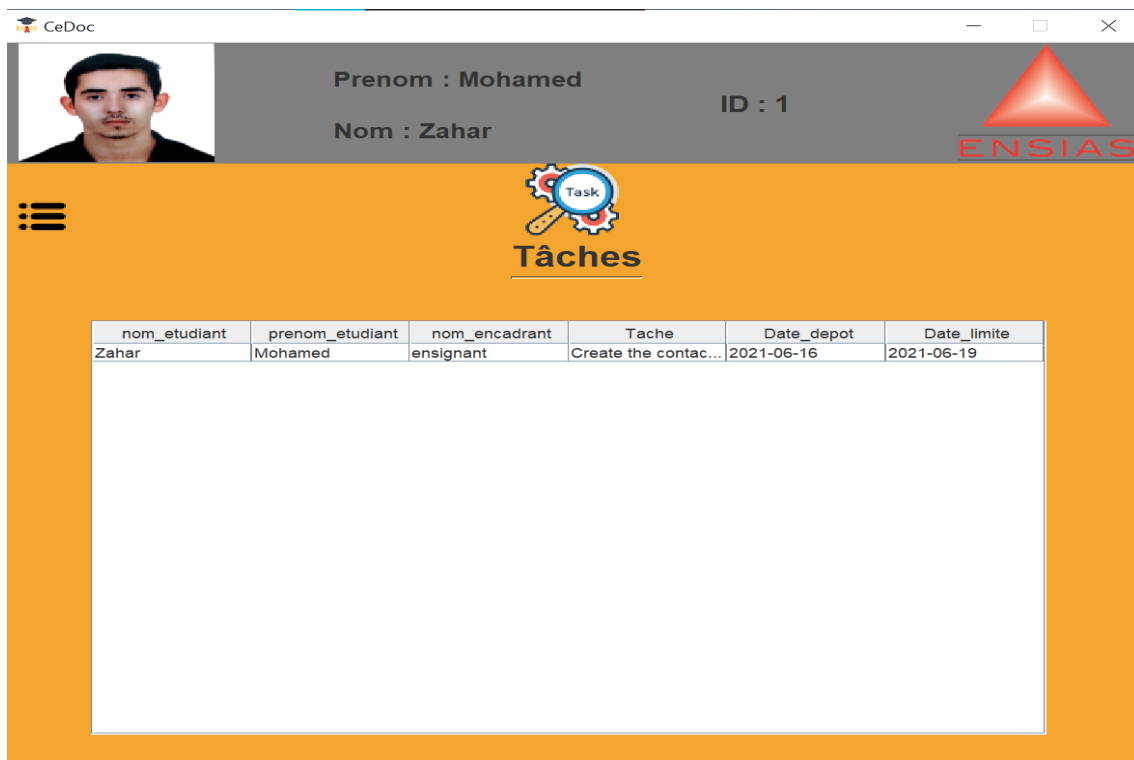 CeDoc
Prenom : Mohamed
ID : 1
Nom : Zahar
ENSIAS
Task
Tâches
nom_etudiant prenom_etudiant nom_encadrant Tache Date_depot Date_limite
Zahar Mohamed ensignant Create the contac... 2021-06-16 2021-06-19